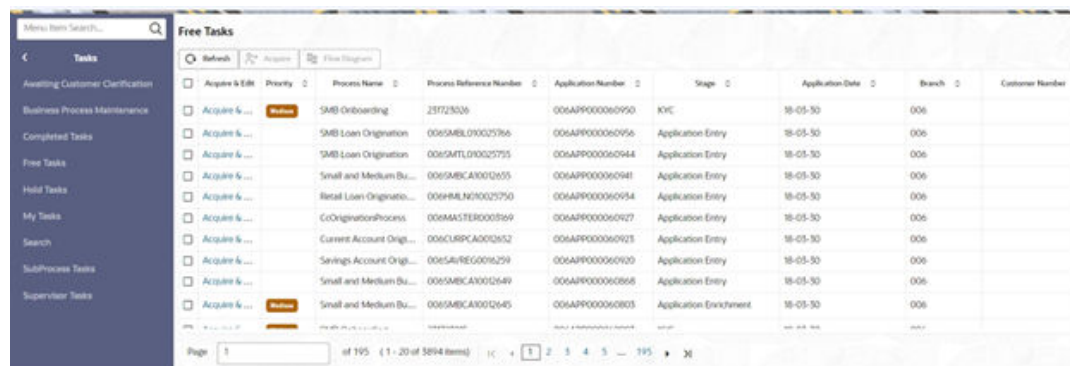 Menu Item Search...
Free Tasks
Tasks
Refresh Acquire Flow Diagram
Awaiting Customer Clarification
Business Process Maintenance
Completed Tasks
Free Tasks
Hold Tasks
My Tasks
Search
SubProcess Tasks
Supervisor Tasks
Acquire & Edit Priority Process Name Process Reference Number Application Number Stage Application Date Branch Customer Number
Acquire & ... Medium SMB Onboarding 231723026 006APP000060950 KYC 18-03-30 006
Acquire & ... SMB Loan Origination 006SMBL010025766 006APP000060956 Application Entry 18-03-30 006
Acquire & ... SMB Loan Origination 006SMTL010025755 006APP000060944 Application Entry 18-03-30 006
Acquire & ... Small and Medium Bu... 006SMBCA10012655 006APP000060941 Application Entry 18-03-30 006
Acquire & ... Retail Loan Originatio... 006HMLN010025750 006APP000060934 Application Entry 18-03-30 006
Acquire & ... CcOriginationProcess 006MASTER0003169 006APP000060927 Application Entry 18-03-30 006
Acquire & ... Current Account Origi... 006CURPCA0012652 006APP000060923 Application Entry 18-03-30 006
Acquire & ... Savings Account Origi... 006SAVREG0016259 006APP000060920 Application Entry 18-03-30 006
Acquire & ... Small and Medium Bu... 006SMBCA10012649 006APP000060868 Application Entry 18-03-30 006
Acquire & ... Medium Small and Medium Bu... 006SMBCA10012645 006APP000060803 Application Enrichment 18-03-30 006
Page 1 of 195 (1 - 20 of 3894 items) 1 2 3 4 5 ... 195